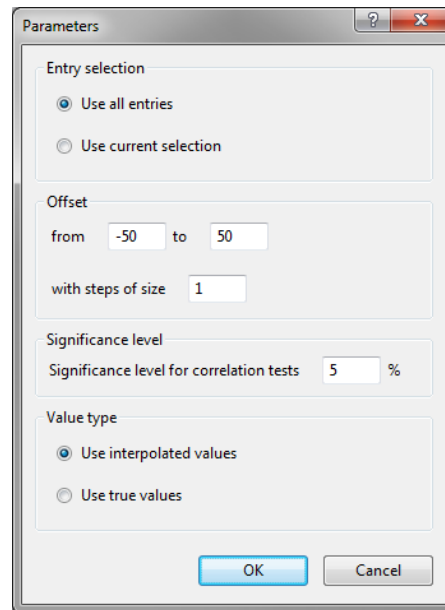 Parameters
Entry selection
Use all entries
Use current selection
Offset
from -50 to 50
with steps of size 1
Significance level
Significance level for correlation tests 5 %
Value type
Use interpolated values
Use true values
OK Cancel